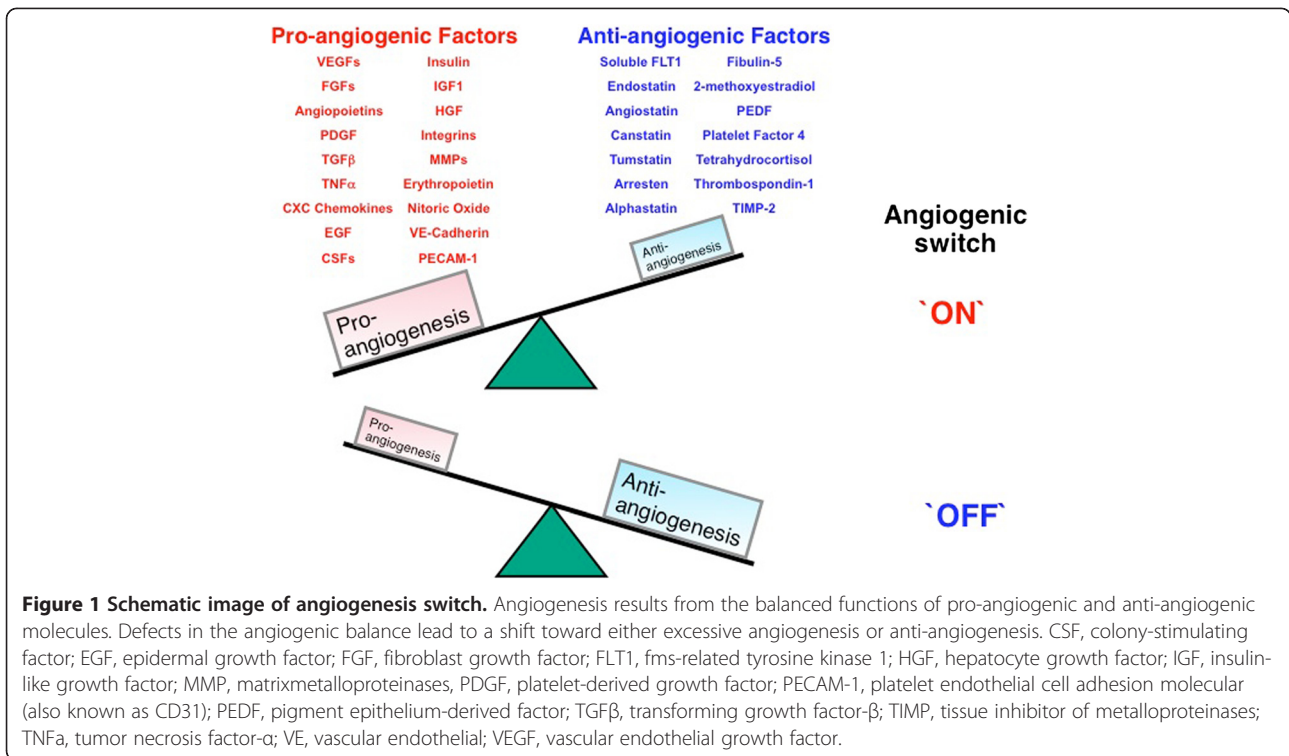 Pro-angiogenic Factors
VEGFs Insulin
FGFs IGF1
Angiopoietins HGF
PDGF Integrins
TGFβ MMPs
TNFα Erythropoietin
CXC Chemokines Nitoric Oxide
EGF VE-Cadherin
CSFs PECAM-1
Anti-angiogenic Factors
Soluble FLT1 Fibulin-5
Endostatin 2-methoxyestradiol
Angiostatin PEDF
Canstatin Platelet Factor 4
Tumstatin Tetrahydrocortisol
Arresten Thrombospondin-1
Alphastatin TIMP-2
Angiogenic
switch
Pro-
angiogenesis
Anti-
angiogenesis
`ON`
Pro-
angiogenesis
Anti-
angiogenesis
`OFF`
Figure 1 Schematic image of angiogenesis switch. Angiogenesis results from the balanced functions of pro-angiogenic and anti-angiogenic
molecules. Defects in the angiogenic balance lead to a shift toward either excessive angiogenesis or anti-angiogenesis. CSF, colony-stimulating
factor; EGF, epidermal growth factor; FGF, fibroblast growth factor; FLT1, fms-related tyrosine kinase 1; HGF, hepatocyte growth factor; IGF, insulin-
like growth factor; MMP, matrixmetalloproteinases, PDGF, platelet-derived growth factor; PECAM-1, platelet endothelial cell adhesion molecular
(also known as CD31); PEDF, pigment epithelium-derived factor; TGFβ, transforming growth factor-β; TIMP, tissue inhibitor of metalloproteinases;
TNFa, tumor necrosis factor-α; VE, vascular endothelial; VEGF, vascular endothelial growth factor.